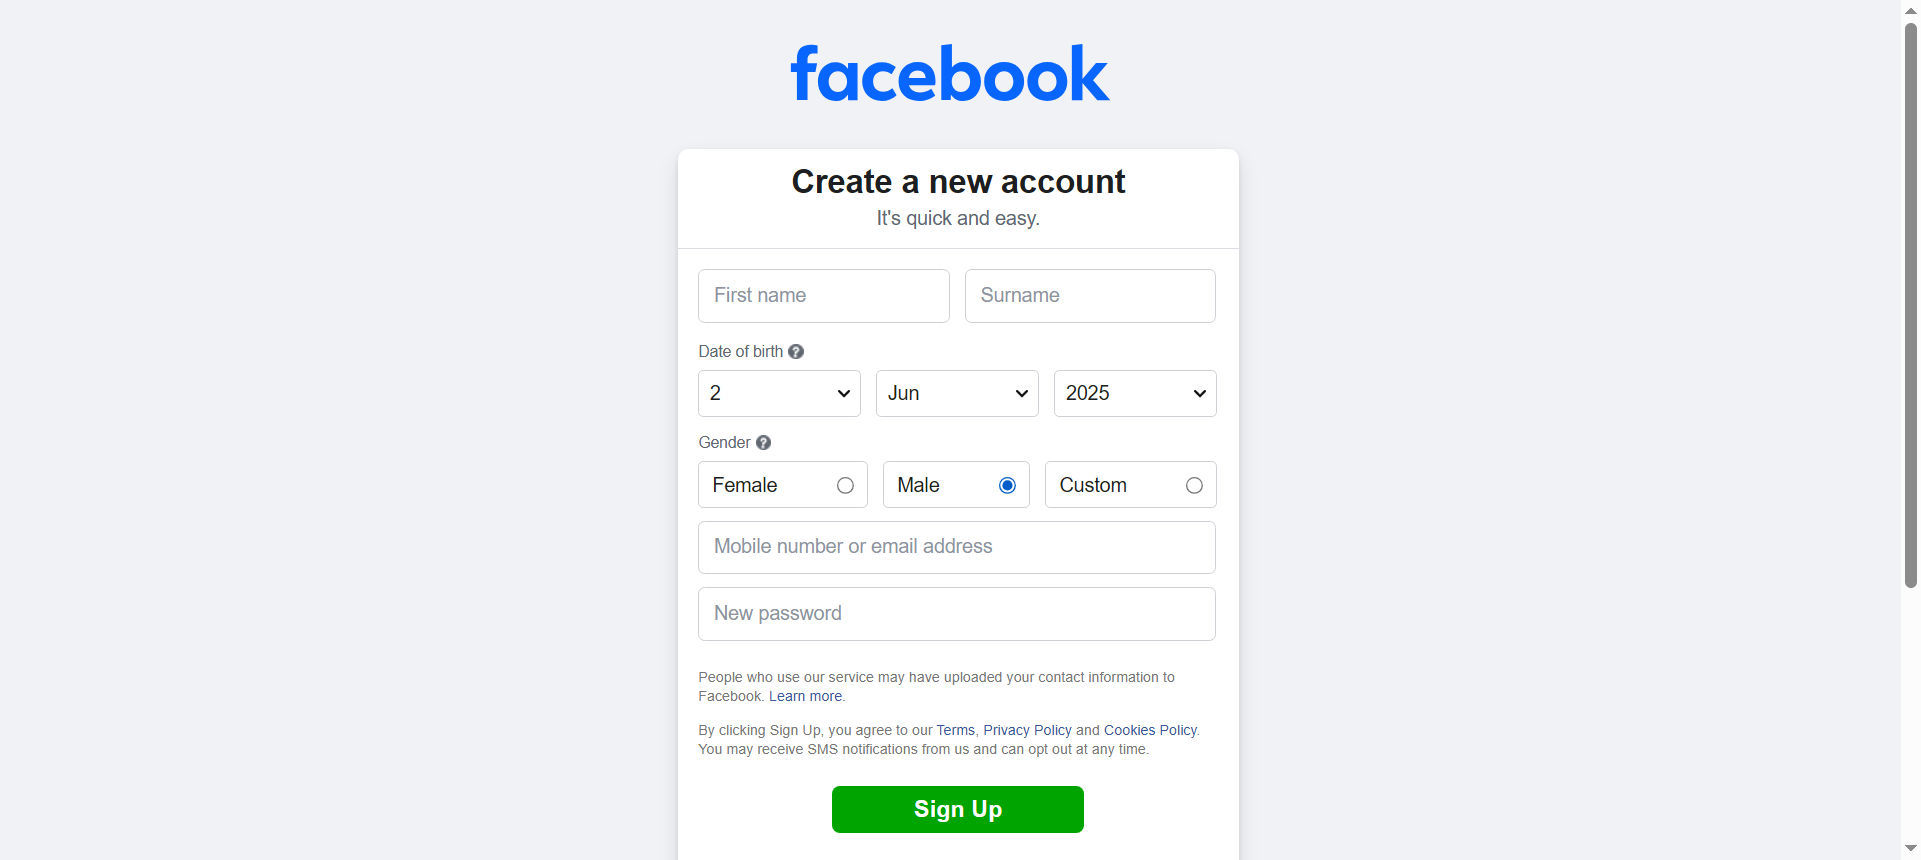 facebook
Create a new account
It's quick and easy.
First name Surname
Date of birth ?
2 Jun 2025
Gender ?
Female Male Custom
Mobile number or email address
New password
People who use our service may have uploaded your contact information to
Facebook. Learn more.
By clicking Sign Up, you agree to our Terms, Privacy Policy and Cookies Policy.
You may receive SMS notifications from us and can opt out at any time.
Sign Up